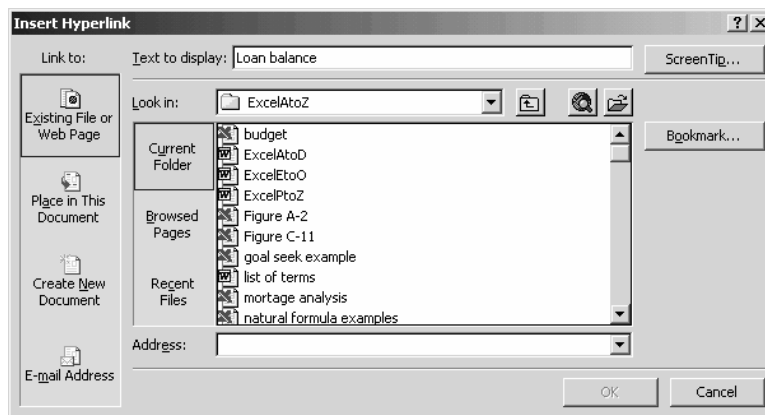 Insert Hyperlink
Link to:
Text to display: Loan balance
ScreenTip...
Existing File or
Web Page
Look in: ExcelAtoZ
Bookmark...
Current
Folder
budget
ExcelAtoD
ExcelEtoO
ExcelPtoZ
Figure A-2
Figure C-11
goal seek example
list of terms
mortage analysis
natural formula examples
Place in This
Document
Browsed
Pages
Create New
Document
Recent
Files
E-mail Address
Address:
OK
Cancel